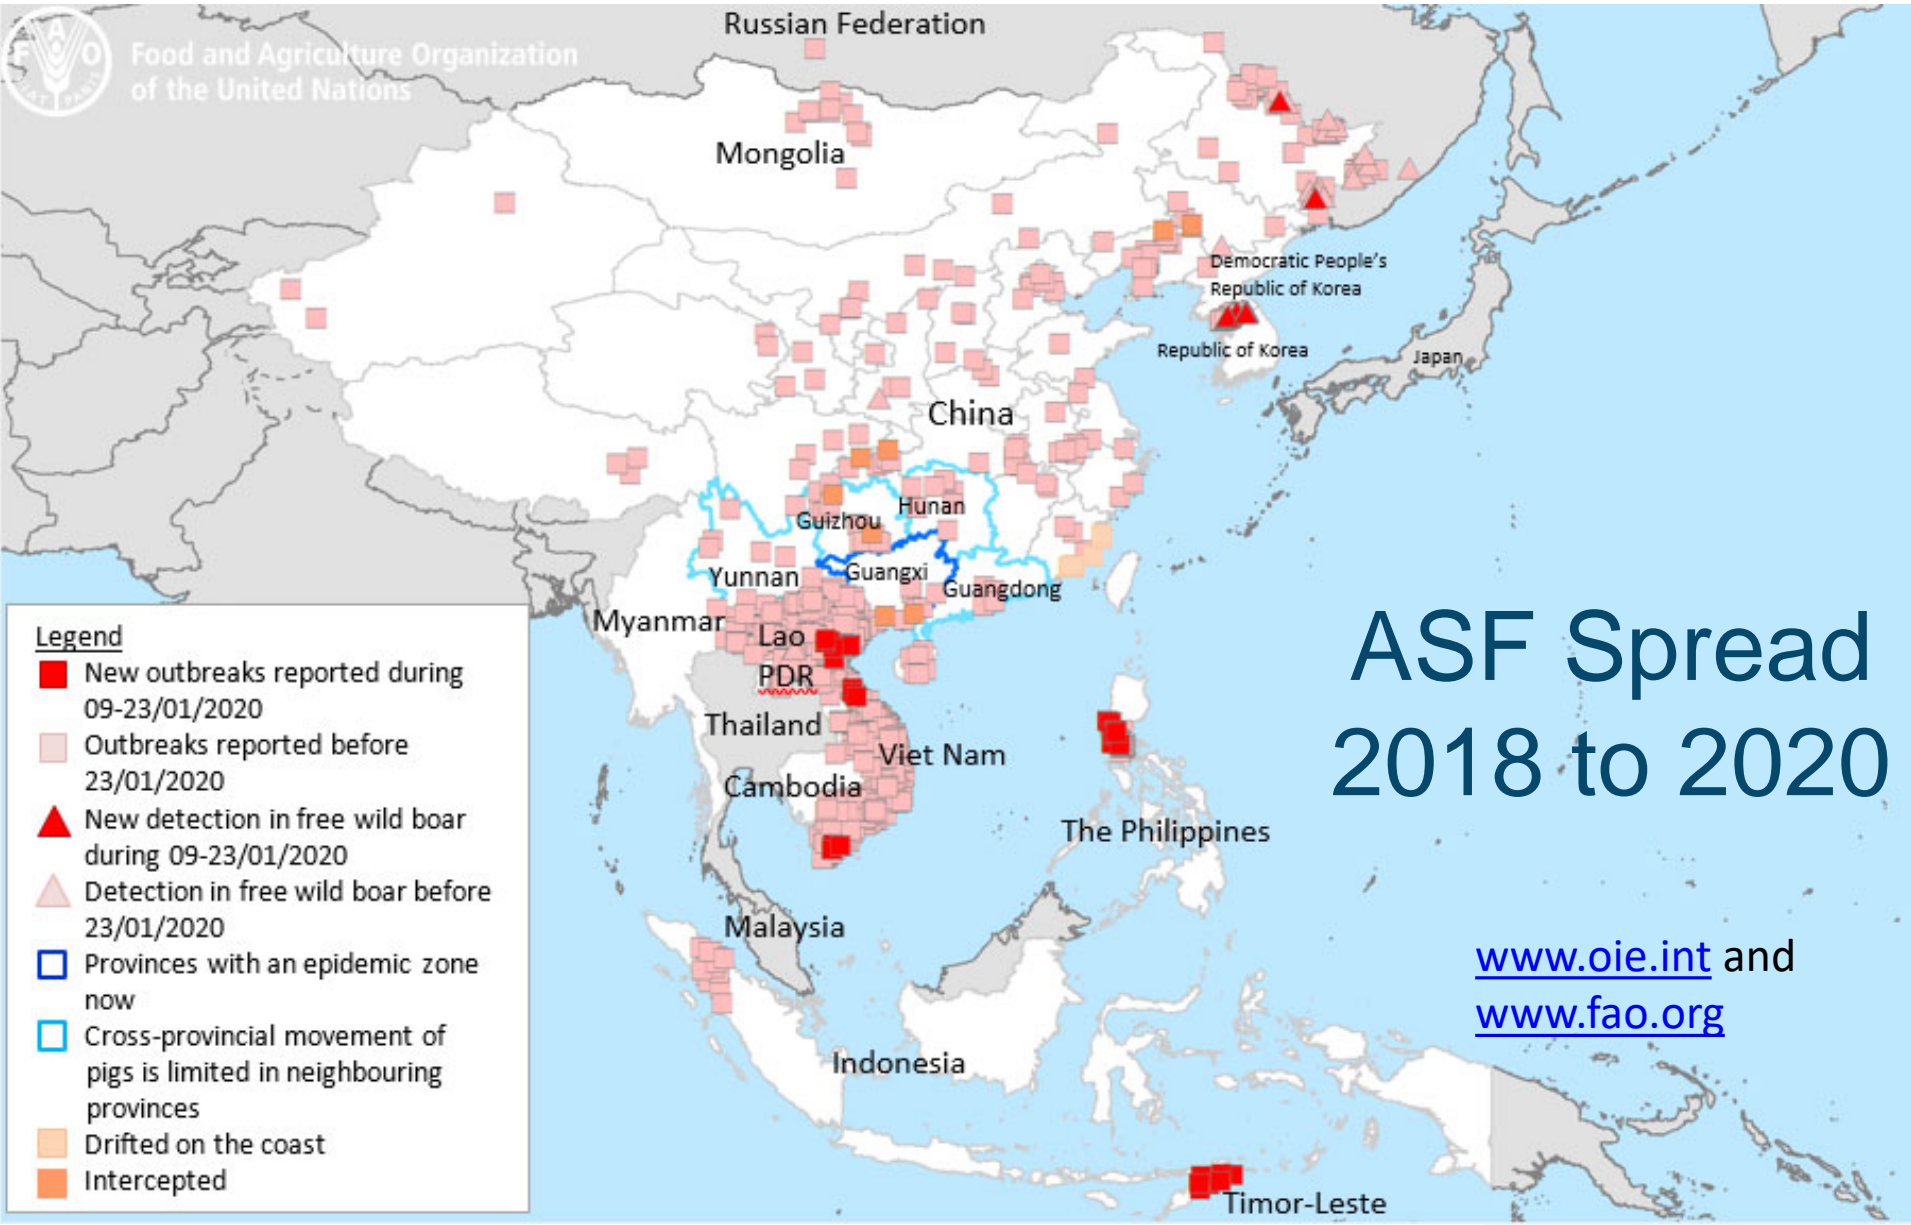 Russian Federation
Food and Agriculture Organization
of the United Nations
F A O
FIAT PANIS
Mongolia
Democratic People's
Republic of Korea
Republic of Korea
Japan
China
Hunan
Guizhou
Yunnan
Guangxi
Guangdong
Myanmar
Lao
PDR
Thailand
Viet Nam
Cambodia
The Philippines
Malaysia
Indonesia
Timor-Leste
Legend
New outbreaks reported during
09-23/01/2020
Outbreaks reported before
23/01/2020
New detection in free wild boar
during 09-23/01/2020
Detection in free wild boar before
23/01/2020
Provinces with an epidemic zone
now
Cross-provincial movement of
pigs is limited in neighbouring
provinces
Drifted on the coast
Intercepted
ASF Spread
2018 to 2020
www.oie.int and
www.fao.org